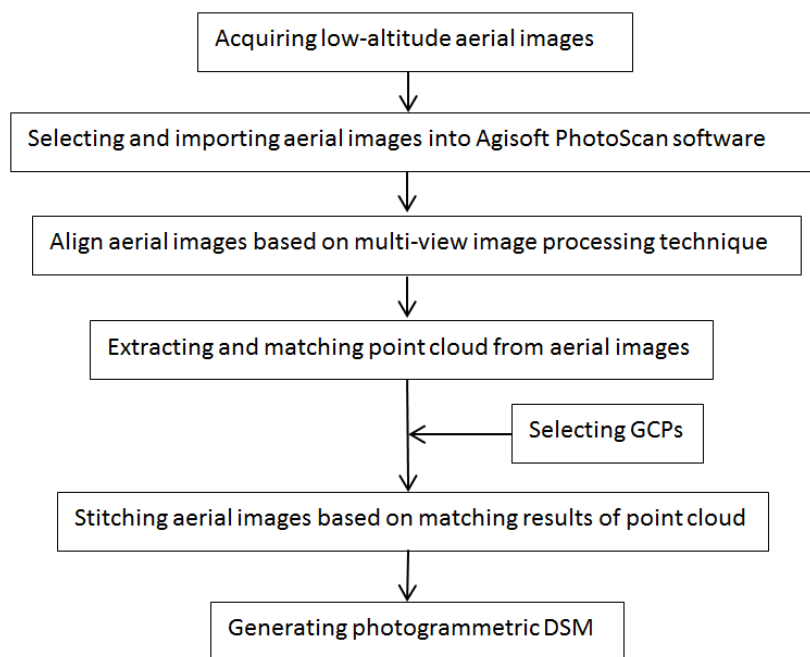 Acquiring low-altitude aerial images
Selecting and importing aerial images into Agisoft PhotoScan software
Align aerial images based on multi-view image processing technique
Extracting and matching point cloud from aerial images
Selecting GCPs
Stitching aerial images based on matching results of point cloud
Generating photogrammetric DSM